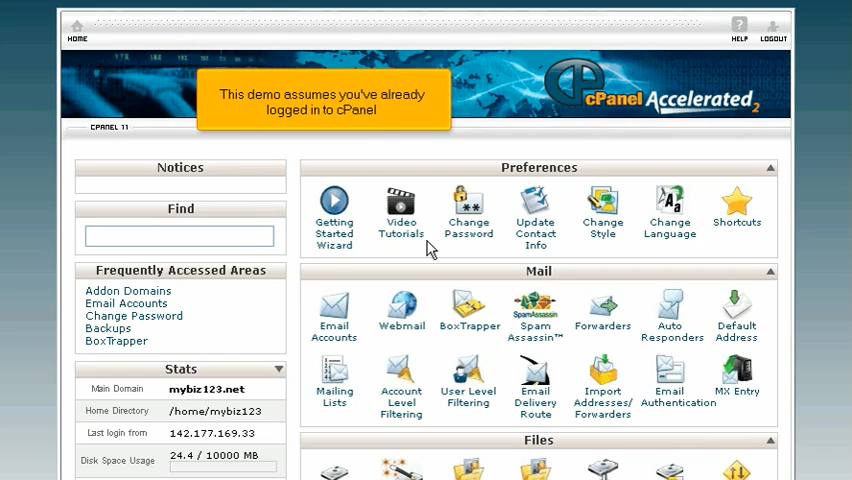 HOME
HELP
LOGOUT
This demo assumes you've already
logged in to cPanel
cPanel Accelerated 2
CPANEL 11
Notices
Find
Frequently Accessed Areas
Addon Domains
Email Accounts
Change Password
Backups
BoxTrapper
Stats
Main Domain mybiz123.net
Home Directory /home/mybiz123
Last login from 142.177.169.33
Disk Space Usage 24.4 / 10000 MB
Preferences
Getting
Started
Wizard
Video
Tutorials
Change
Password
Update
Contact
Info
Change
Style
Change
Language
Shortcuts
Mail
Email
Accounts
Webmail
BoxTrapper
SpamAssassin
Spam
Assassin™
Forwarders
Auto
Responders
Default
Address
Mailing
Lists
Account
Level
Filtering
User Level
Filtering
Email
Delivery
Route
Import
Addresses/
Forwarders
Email
Authentication
MX Entry
Files